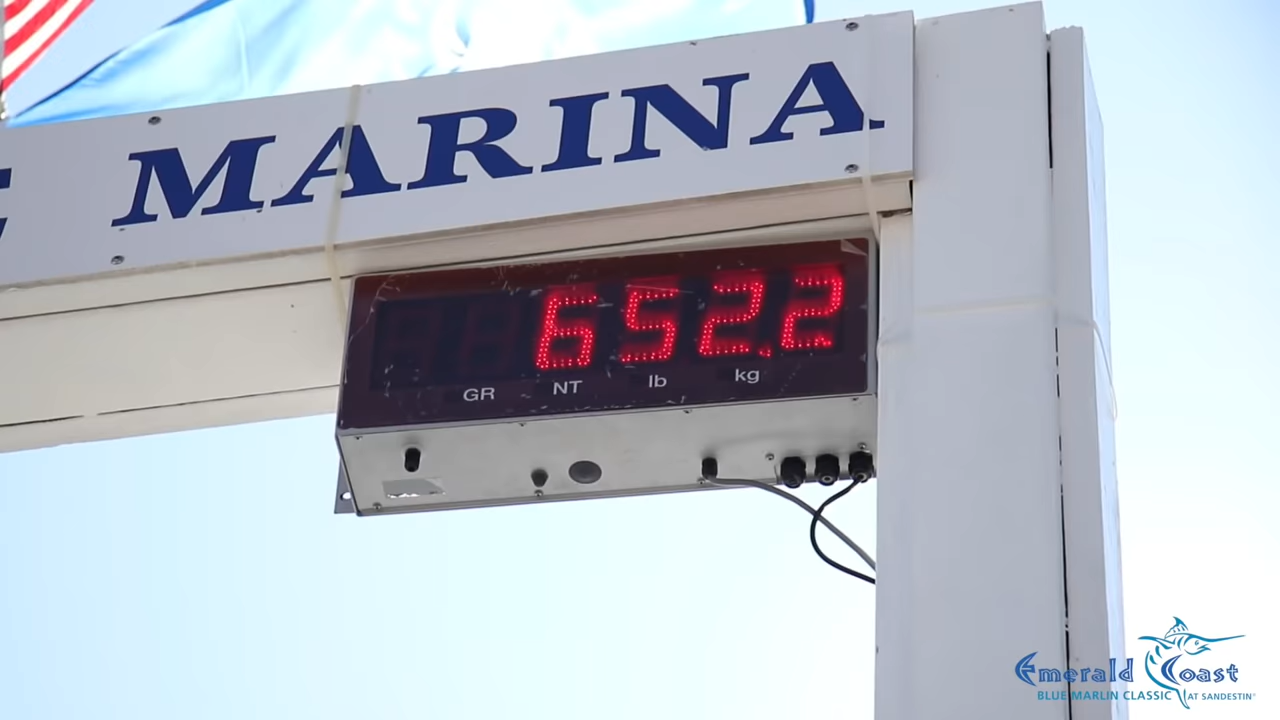 MARINA
652.2
GR NT lb kg
Emerald Coast
BLUE MARLIN CLASSIC AT SANDESTIN